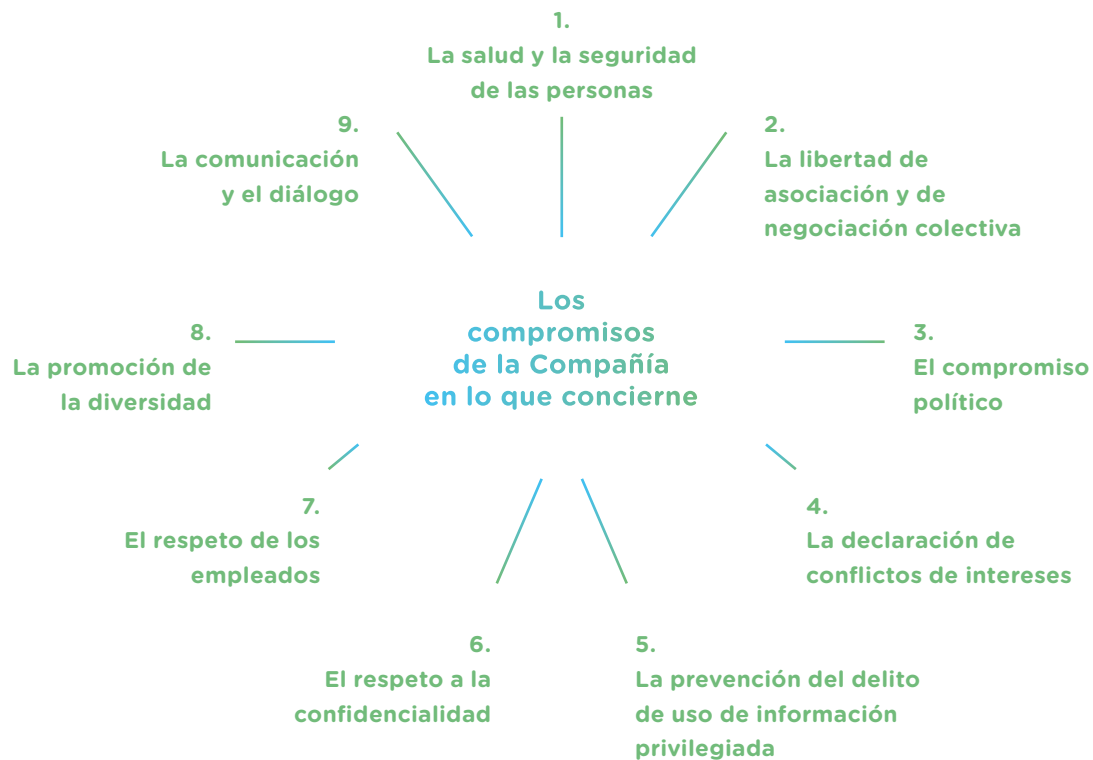 Los
compromisos
de la Compañía
en lo que concierne
1.
La salud y la seguridad
de las personas
2.
La libertad de
asociación y de
negociación colectiva
3.
El compromiso
político
4.
La declaración de
conflictos de intereses
5.
La prevención del delito
de uso de información
privilegiada
6.
El respeto a la
confidencialidad
7.
El respeto de los
empleados
8.
La promoción de
la diversidad
9.
La comunicación
y el diálogo